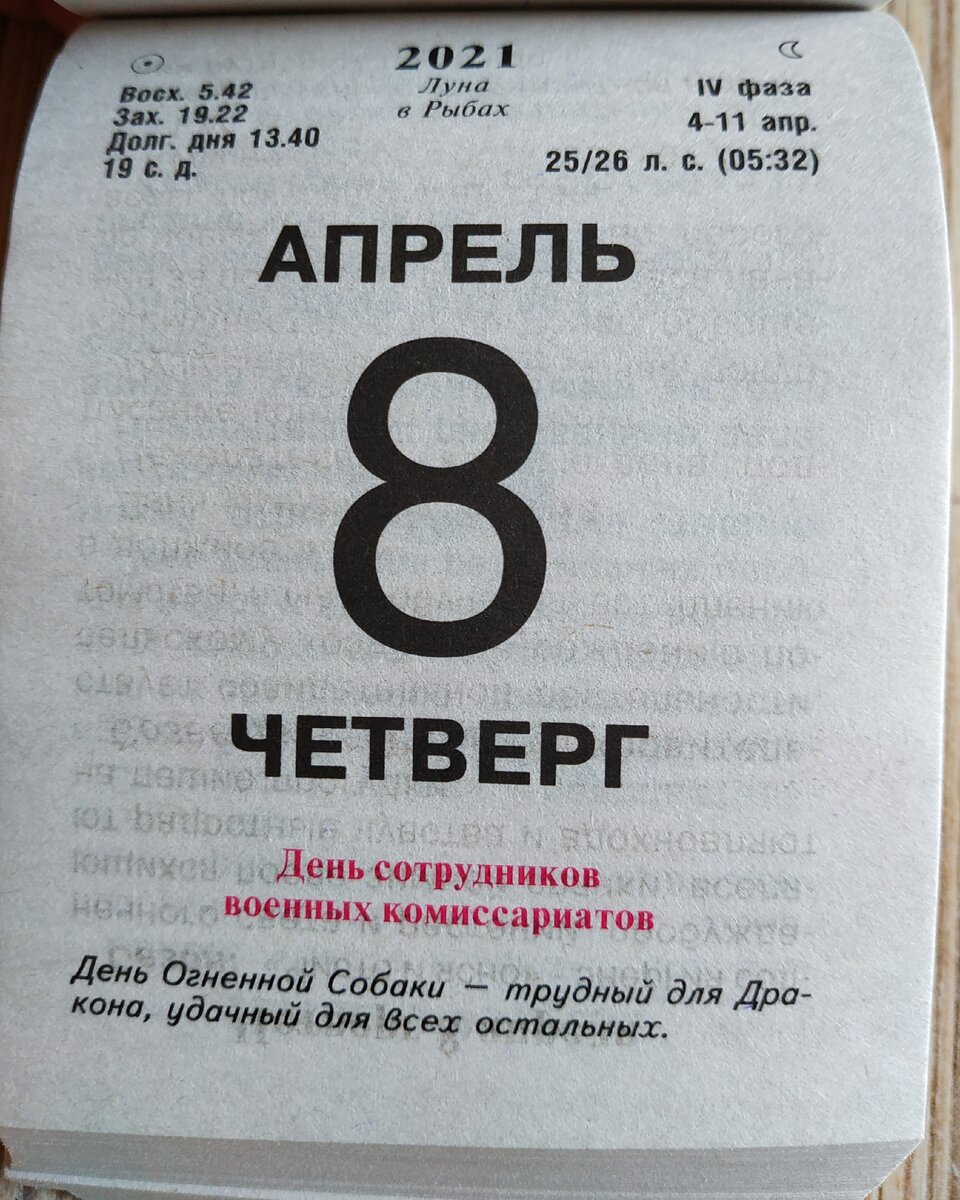 2021
Восх. 5.42
Зах. 19.22
Долг. дня 13.40
19 с. д.
Луна
в Рыбах
IV фаза
4–11 апр.
25/26 л. с. (05:32)
АПРЕЛЬ
8
ЧЕТВЕРГ
День сотрудников
военных комиссариатов
День Огненной Собаки — трудный для Дра-
кона, удачный для всех остальных.